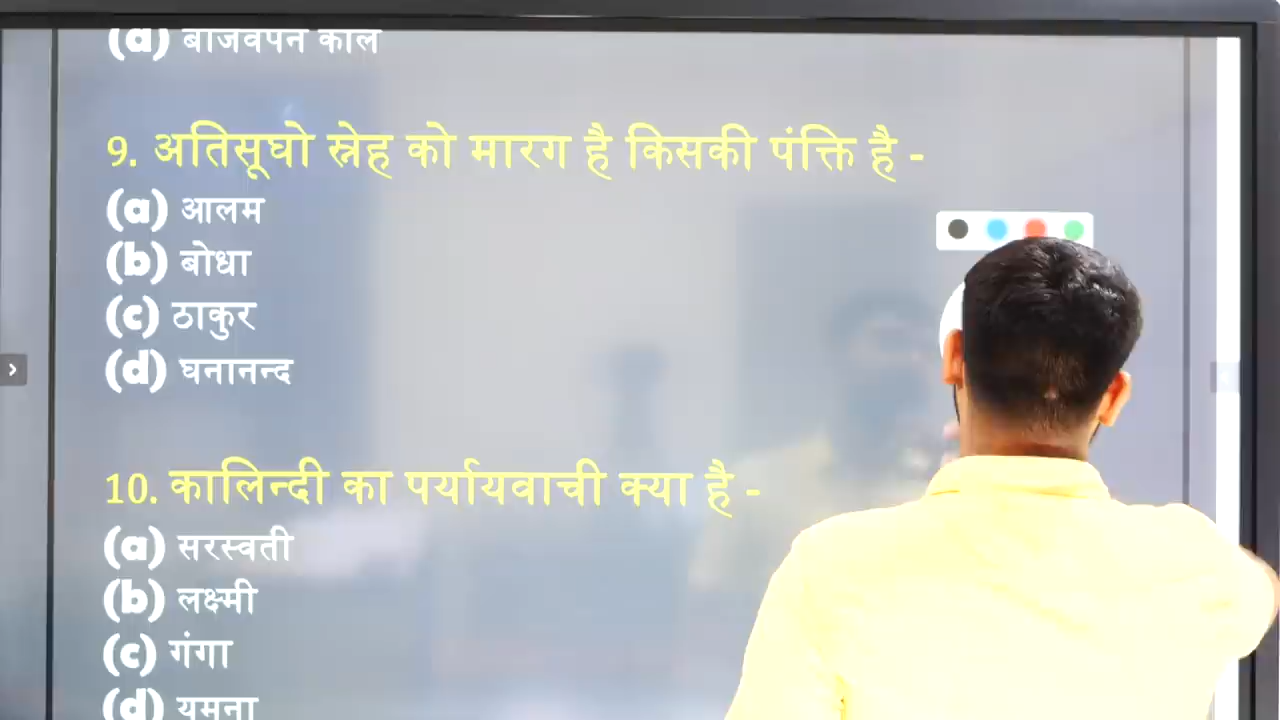 (d) बीजवपन काल
9. अतिसूघो स्नेह को मारग है किसकी पंक्ति है -
(a) आलम
(b) बोधा
(c) ठाकुर
(d) घनानन्द
10. कालिन्दी का पर्यायवाची क्या है -
(a) सरस्वती
(b) लक्ष्मी
(c) गंगा
(d) यमुना